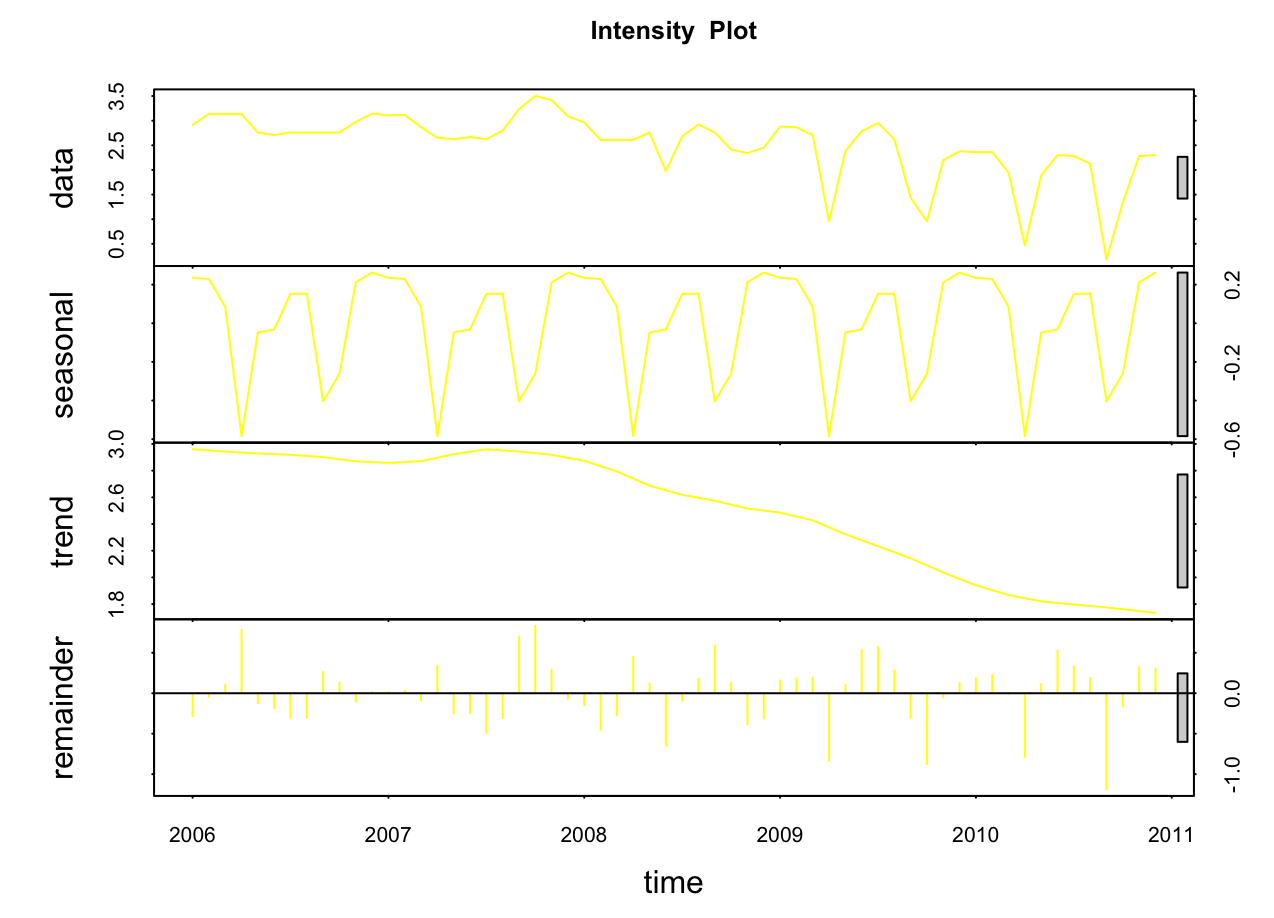 Intensity Plot
data
0.5 1.5 2.5 3.5
seasonal
-0.6 -0.2 0.2
trend
1.8 2.2 2.6 3.0
remainder
-1.0 0.0
2006 2007 2008 2009 2010 2011
time